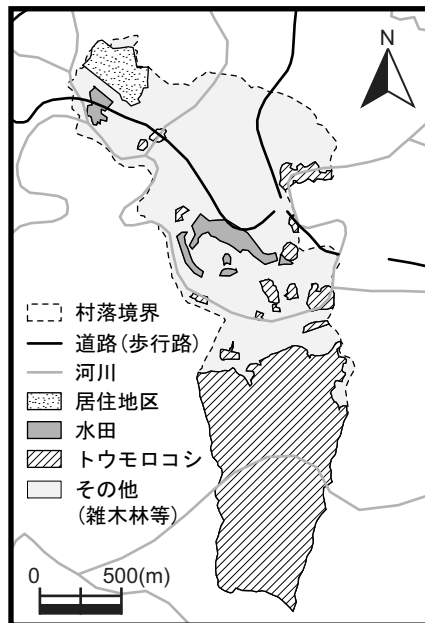 N
村落境界
道路(歩行路)
河川
居住地区
水田
トウモロコシ
その他
(雑木林等)
0 500(m)